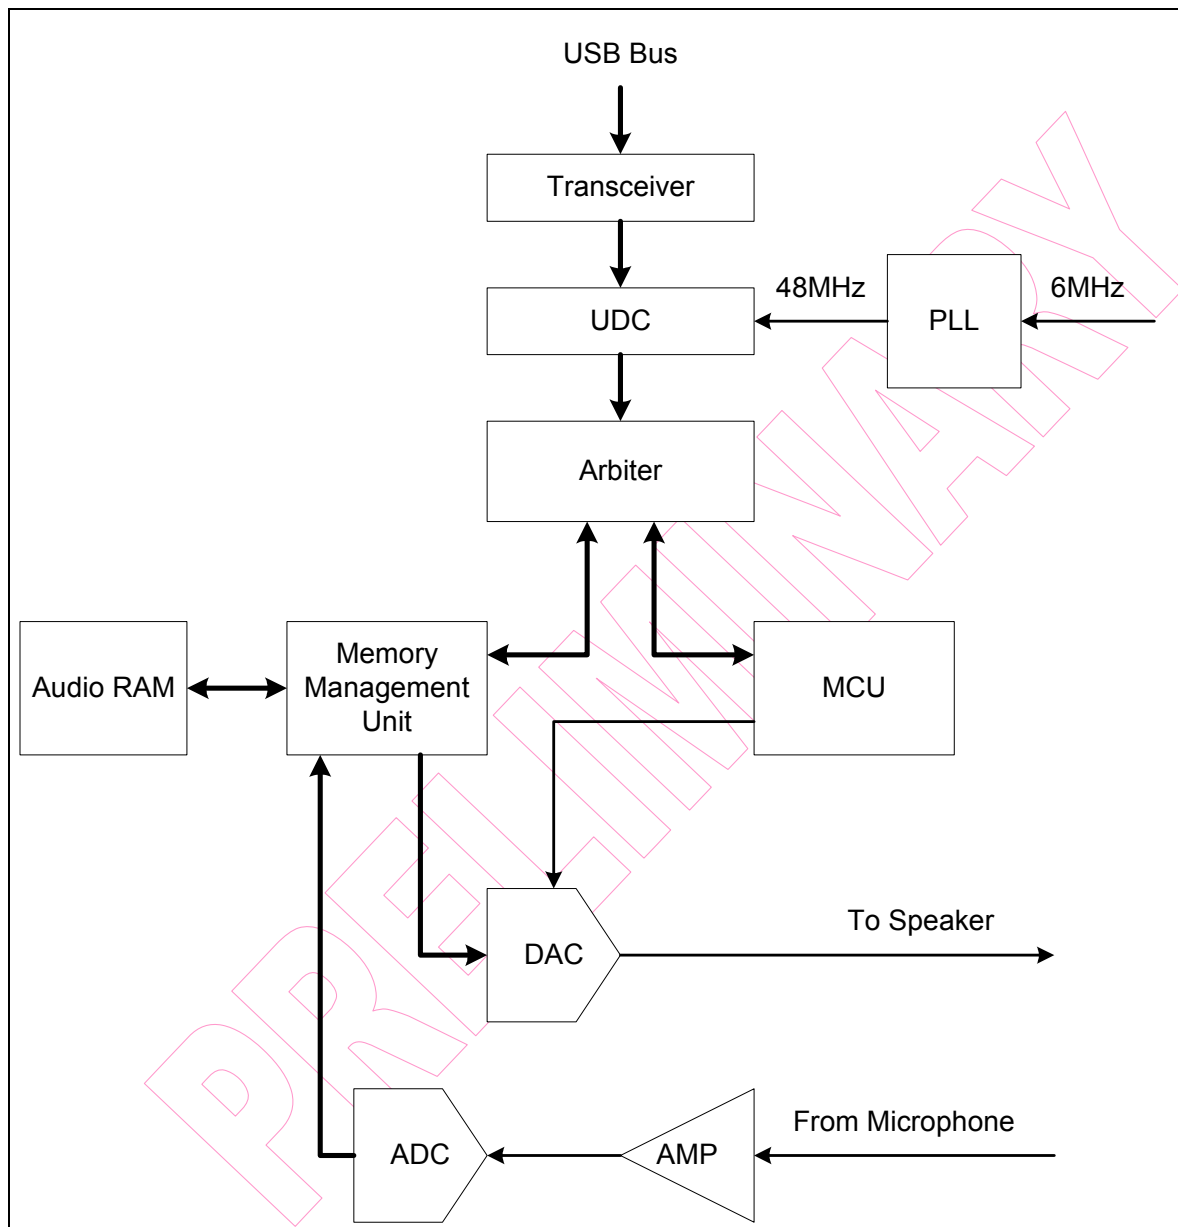 USB Bus
Transceiver
48MHz
6MHz
UDC
PLL
Arbiter
Audio RAM
Memory
Management
Unit
MCU
To Speaker
DAC
From Microphone
ADC
AMP
PRELIMINARY